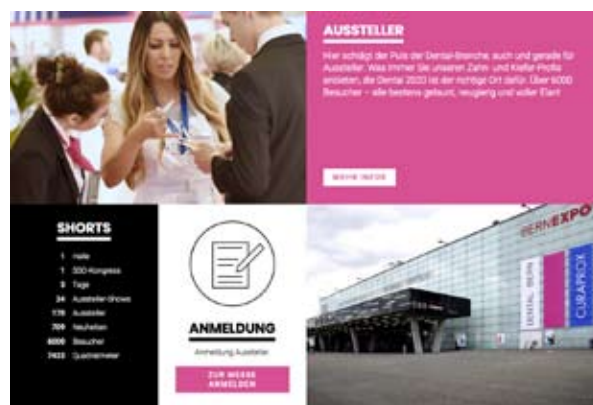 AUSSTELLER
Hier schlägt der Puls der Dental-Branche, auch und gerade für
Aussteller. Was immer Sie unseren Zahn- und Kiefer-Profis
anbieten, die Dental 2020 ist der richtige Ort dafür. Über 6000
Besucher – alle bestens gelaunt, neugierig und voller Elan!
MEHR INFOS
SHORTS
1 Halle
1 SSO-Kongress
3 Tage
34 Aussteller-Shows
176 Aussteller
709 Neuheiten
6000 Besucher
7433 Quadratmeter
ANMELDUNG
Anmeldung Aussteller
ZUR MESSE
ANMELDEN
BERNEXPO
DENTAL BERN
CURAPROX